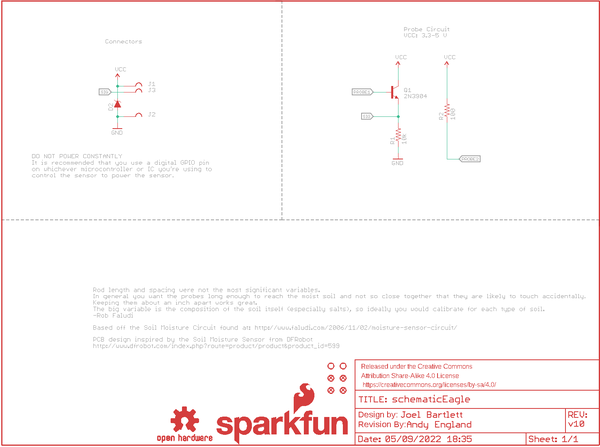 Connectors
Probe Circuit
VCC: 3.3-5 V
VCC
J1
J3
SIG
D2
J2
GND
VCC
VCC
PROBE1
Q1
2N3904
SIG
R1
10K
GND
R2
100
PROBE2
DO NOT POWER CONSTANTLY
It is recommended that you use a digital GPIO pin
on whichever microcontroller or IC you're using to
control the sensor to power the sensor.
Rod length and spacing were not the most significant variables.
In general you want the probes long enough to reach the moist soil and not so close together that they are likely to touch accidentally.
Keeping them about an inch apart works great.
The big variable is the composition of the soil itself (especially salts), so ideally you would calibrate for each type of soil.
-Rob Faludi
Based off the Soil Moisture Circuit found at: http://www.faludi.com/2006/11/02/moisture-sensor-circuit/
PCB design inspired by the Soil Moisture Sensor from DFRobot
http://www.dfrobot.com/index.php?route=product/product&product_id=599
open hardware
sparkfun
Released under the Creative Commons
Attribution Share-Alike 4.0 License
https://creativecommons.org/licenses/by-sa/4.0/
TITLE: schematicEagle
Design by: Joel Bartlett
Revision By: Andy England
REV:
v10
Date: 05/09/2022 18:35
Sheet: 1/1